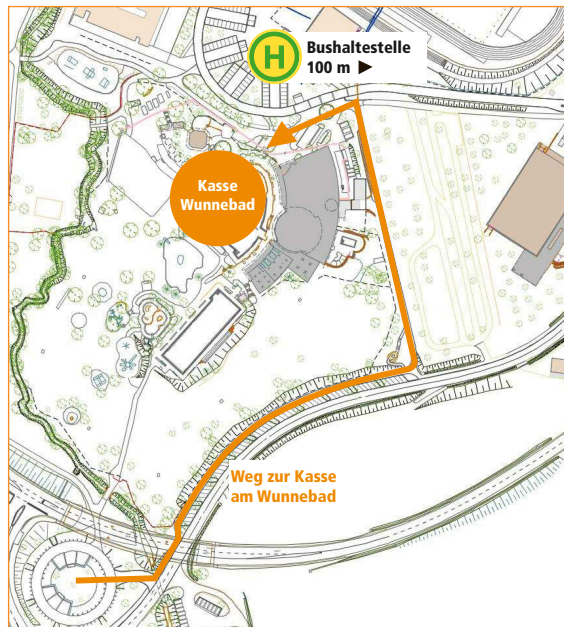 H
Bushaltestelle
100 m ►
Kasse
Wunnebad
Weg zur Kasse
am Wunnebad